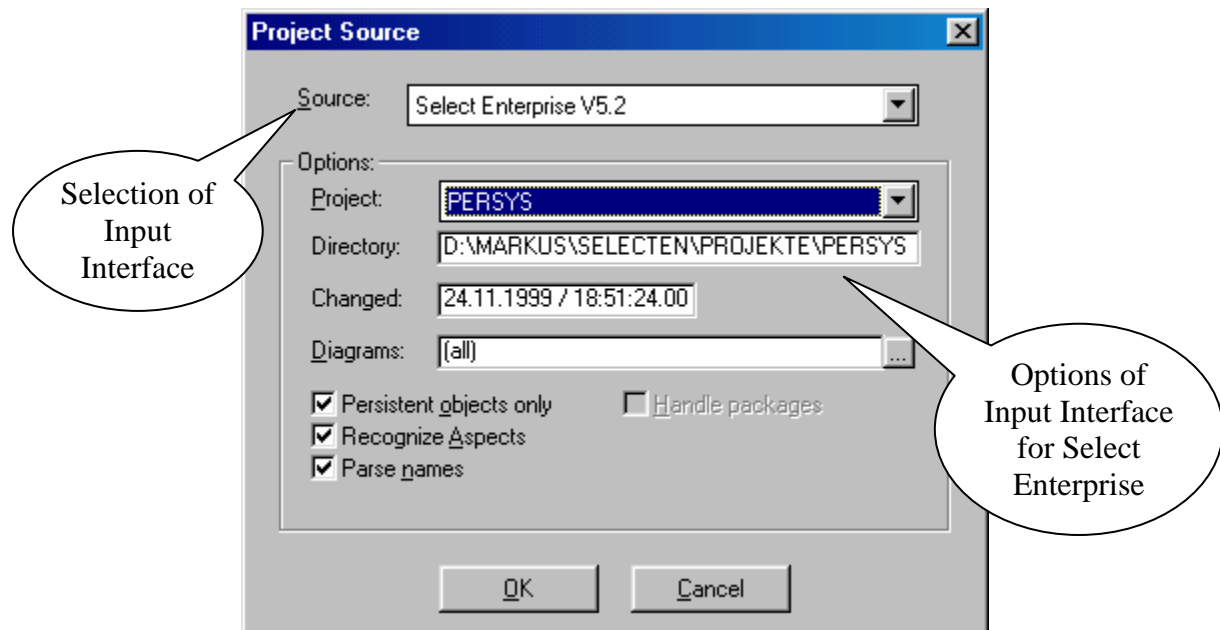 Project Source
Source: Select Enterprise V5.2
Selection of
Input
Interface
Options:
Project: PERSYS
Directory: D:\MARKUS\SELECTEN\PROJEKTE\PERSYS
Changed: 24.11.1999 / 18:51:24.00
Diagrams: (all) ...
Persistent objects only Handle packages
Recognize Aspects
Parse names
Options of
Input Interface
for Select
Enterprise
OK Cancel